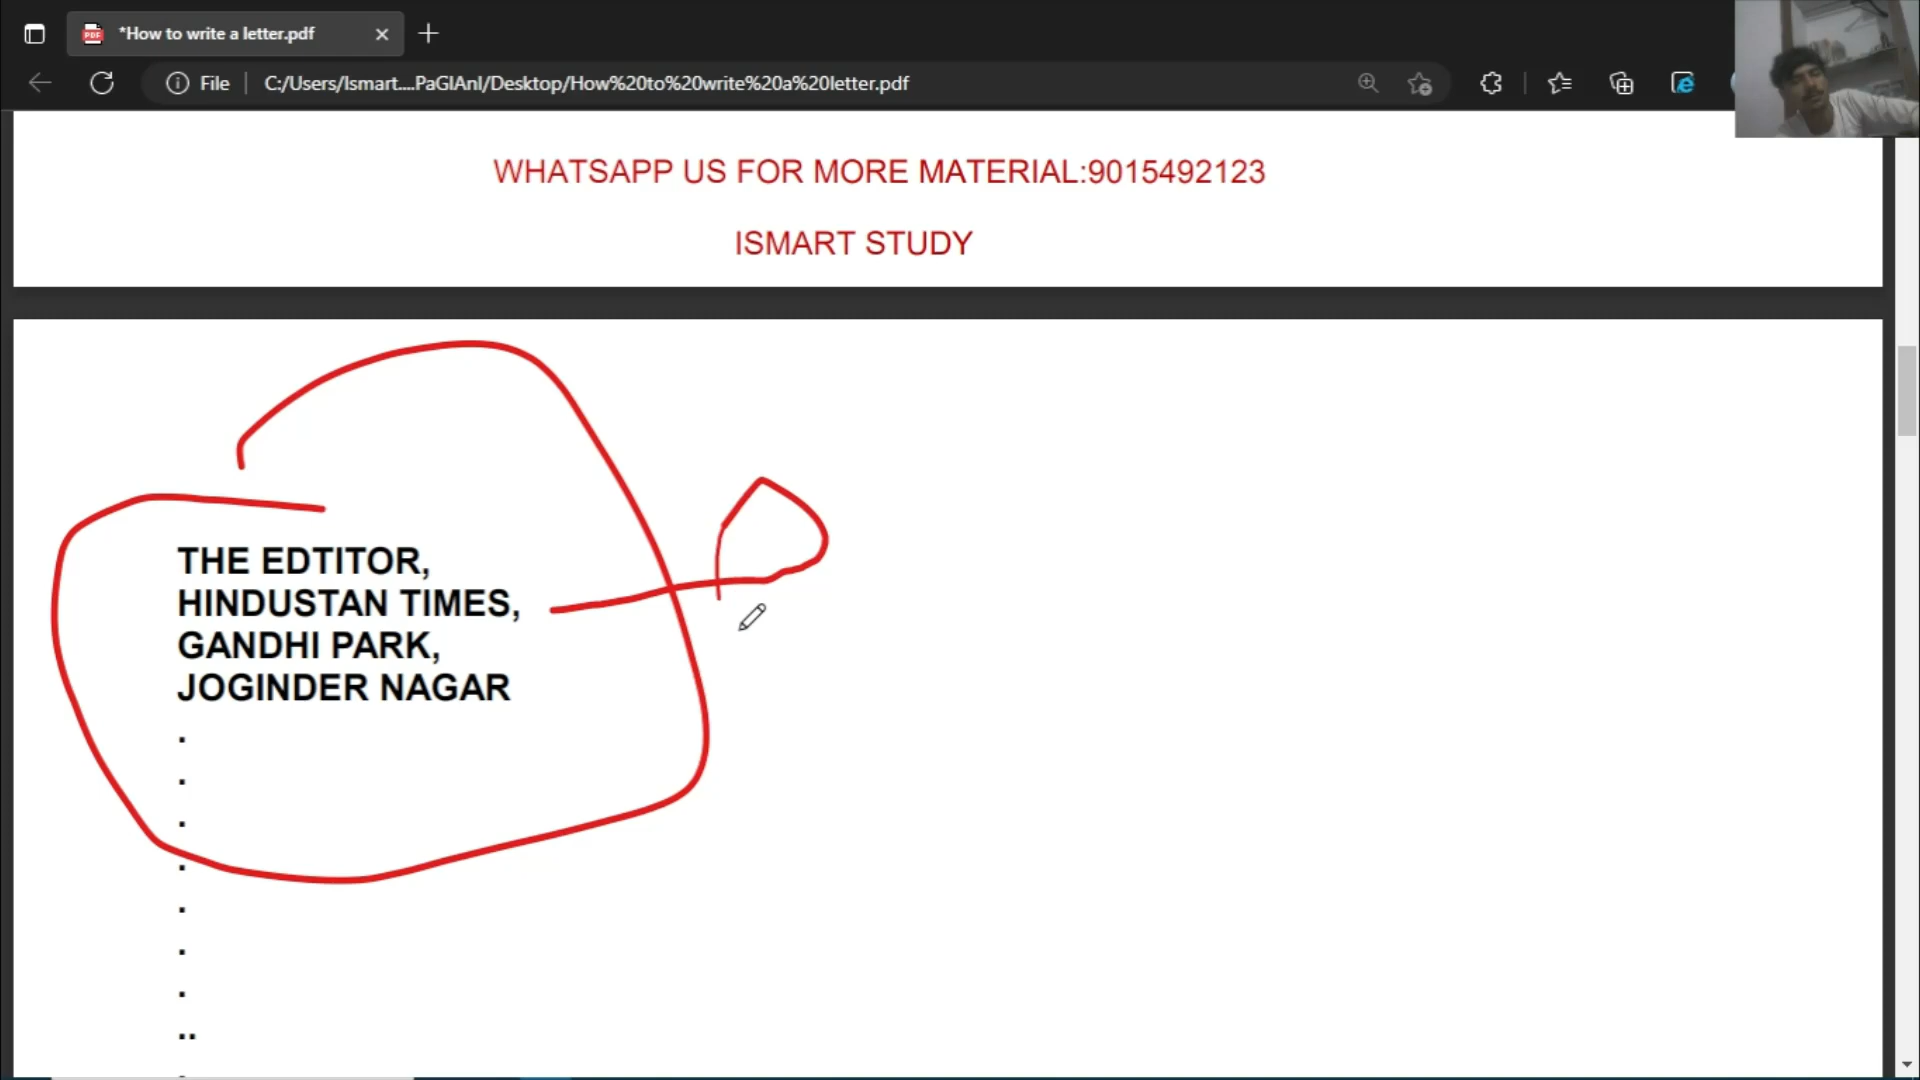 *How to write a letter.pdf
File
C:/Users/Ismart....PaGIAnI/Desktop/How%20to%20write%20a%20letter.pdf
WHATSAPP US FOR MORE MATERIAL:9015492123
ISMART STUDY
THE EDTITOR,
HINDUSTAN TIMES,
GANDHI PARK,
JOGINDER NAGAR
.
.
.
.
.
.
.
..
.